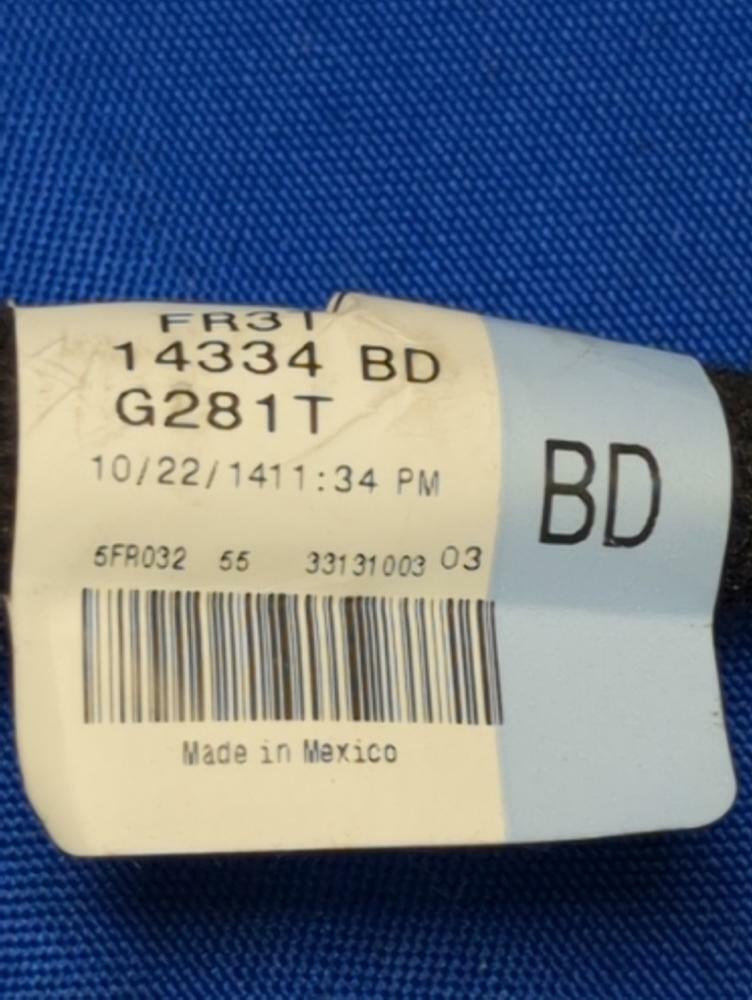 FR3T
14334 BD
G281T
10/22/1411:34 PM
BD
5FR032 55 33131003 03
Made in Mexico